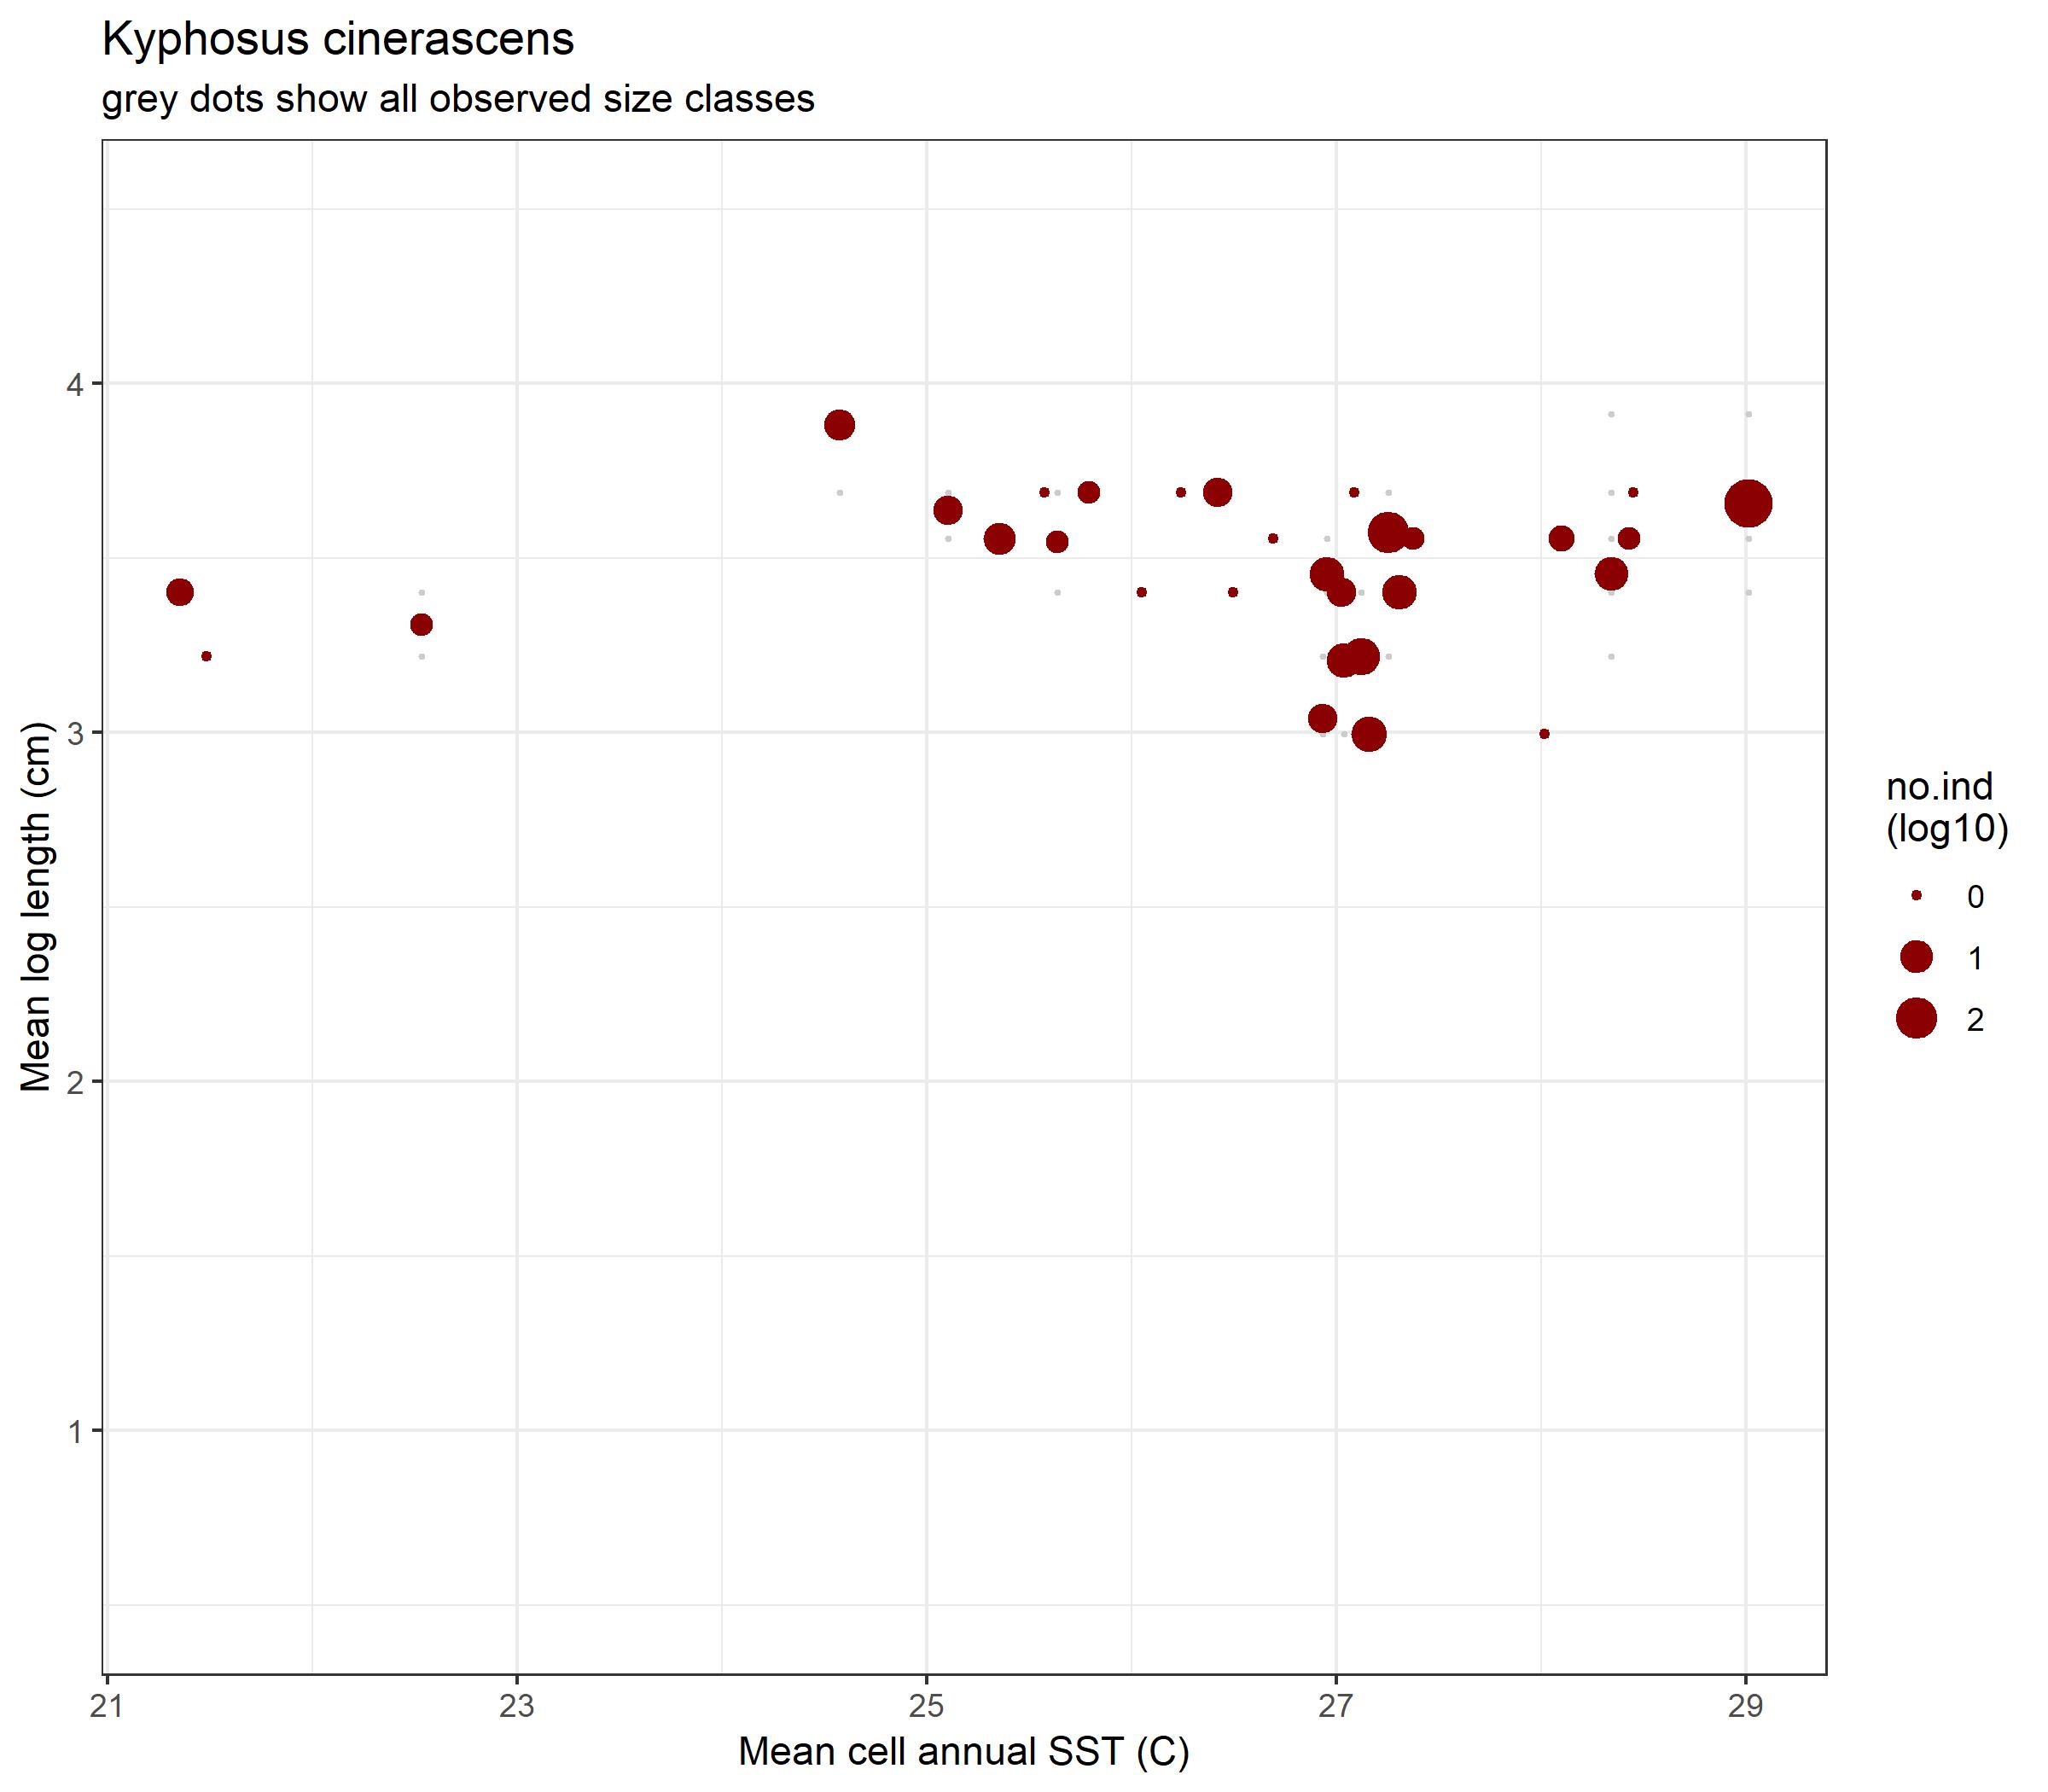 Kyphosus cinerascens
grey dots show all observed size classes
Mean log length (cm)
4
3
2
1
21 23 25 27 29
Mean cell annual SST (C)
no.ind
(log10)
0
1
2